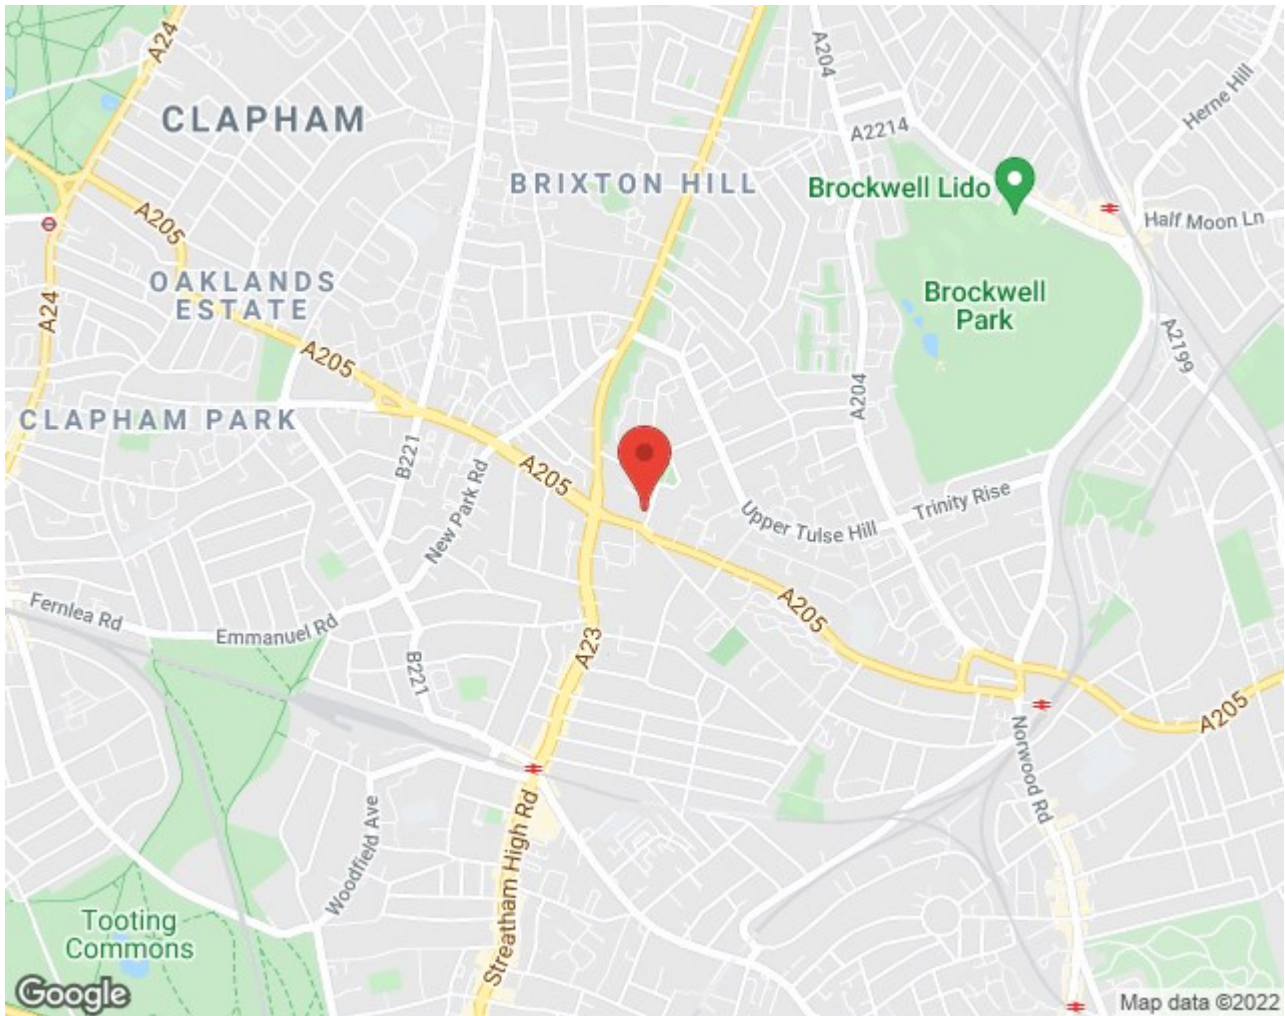 A24
A204
CLAPHAM
A2214
Herne Hill
BRIXTON HILL
Brockwell Lido
A205
Half Moon Ln
OAKLANDS
ESTATE
A24
Brockwell
Park
A205
A2199
A204
CLAPHAM PARK
B221
A205
New Park Rd
Trinity Rise
Upper Tulse Hill
Fernlea Rd
Emmanuel Rd
A205
A23
B221
A205
Norwood Rd
Woodfield Ave
Streatham High Rd
Tooting
Commons
Google
Map data ©2022